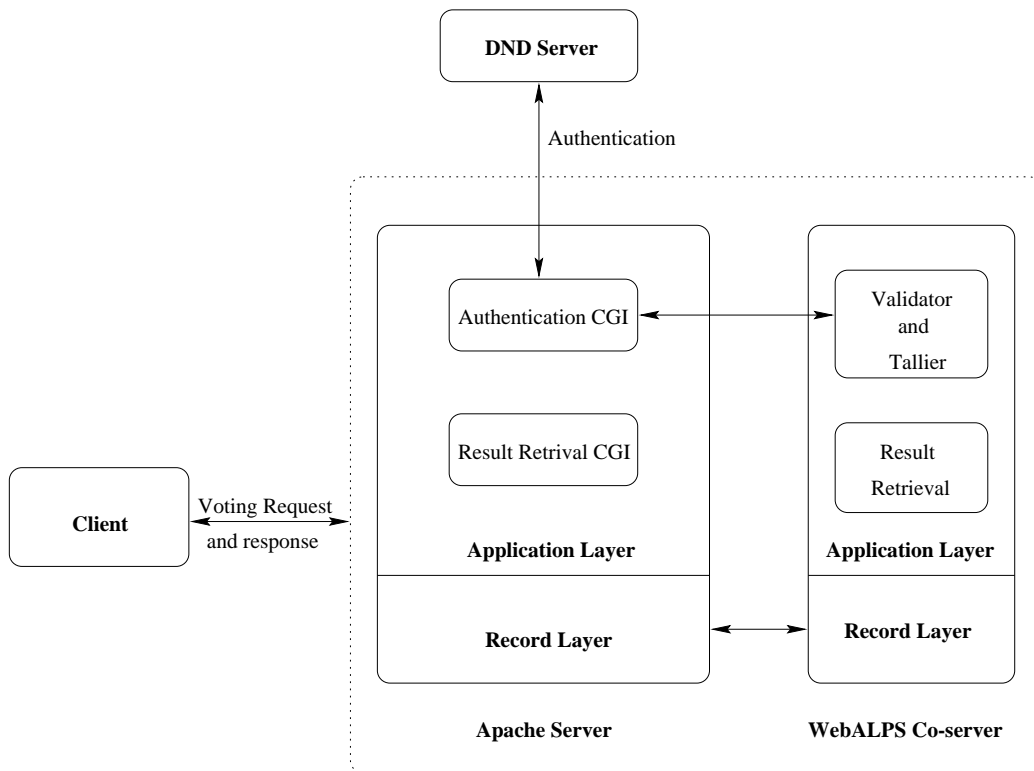 DND Server
Authentication
Authentication CGI
Validator
and
Tallier
Result Retrival CGI
Result
Retrieval
Client
Voting Request
and response
Application Layer
Application Layer
Record Layer
Record Layer
Apache Server
WebALPS Co-server